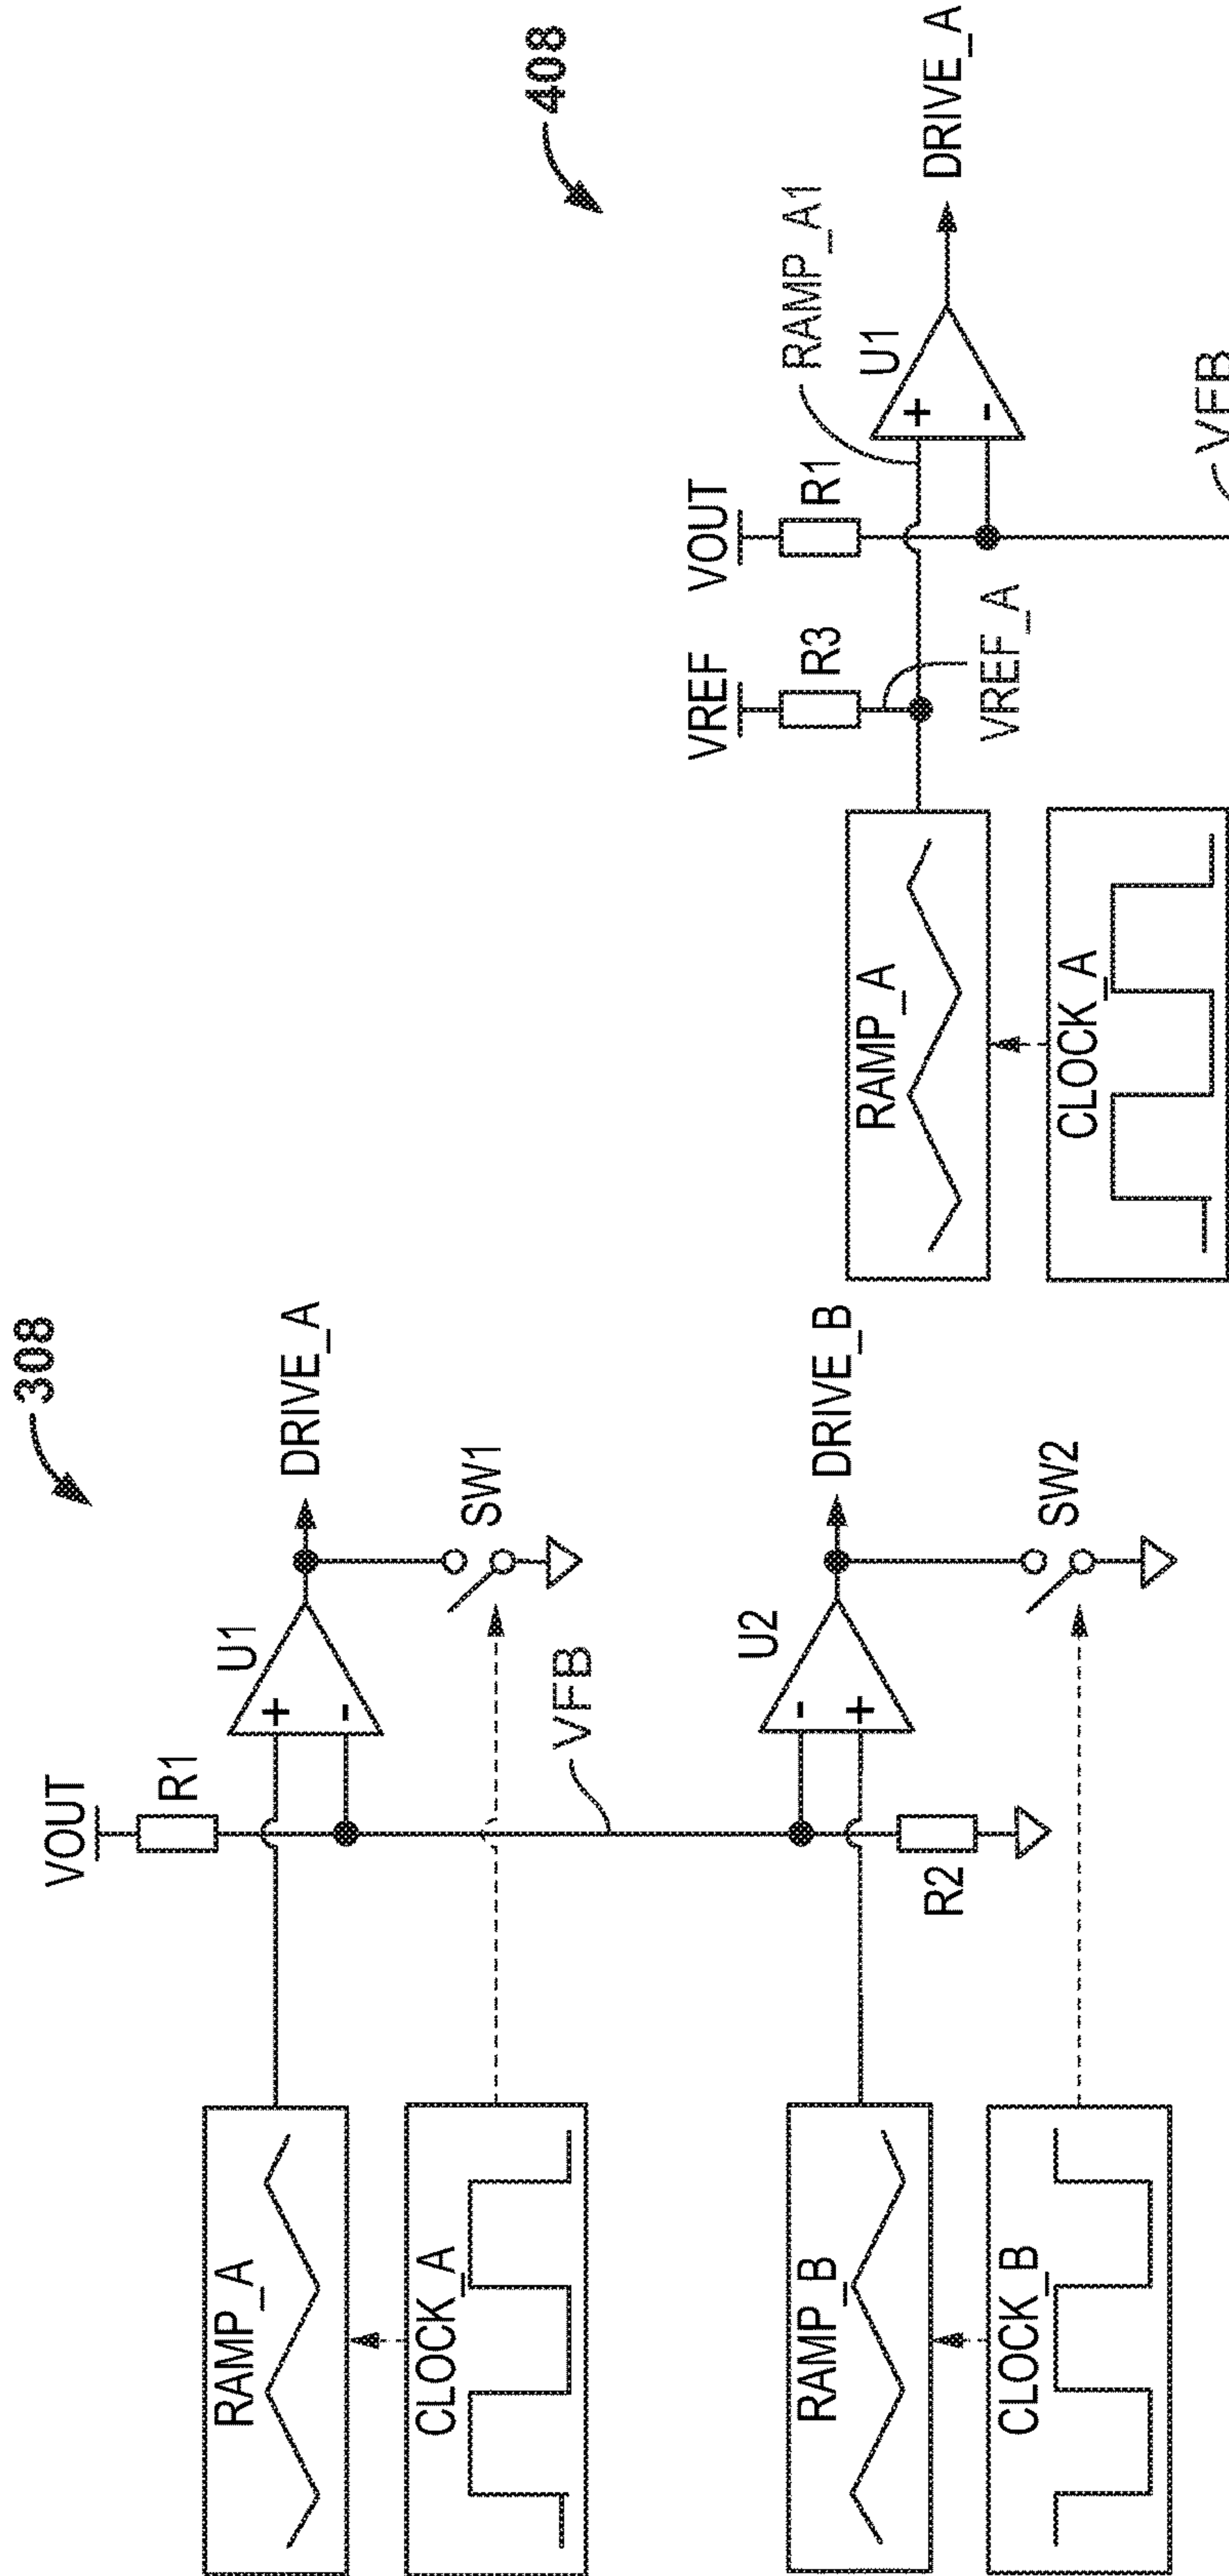 308
VOUT
R1
U1
+
-
DRIVE_A
RAMP_A
CLOCK_A
SW1
VFB
U2
-
+
DRIVE_B
RAMP_B
CLOCK_B
R2
SW2
408
VREF
VOUT
R3
R1
RAMP_A1
U1
+
-
DRIVE_A
RAMP_A
VREF_A
CLOCK_A
VFB